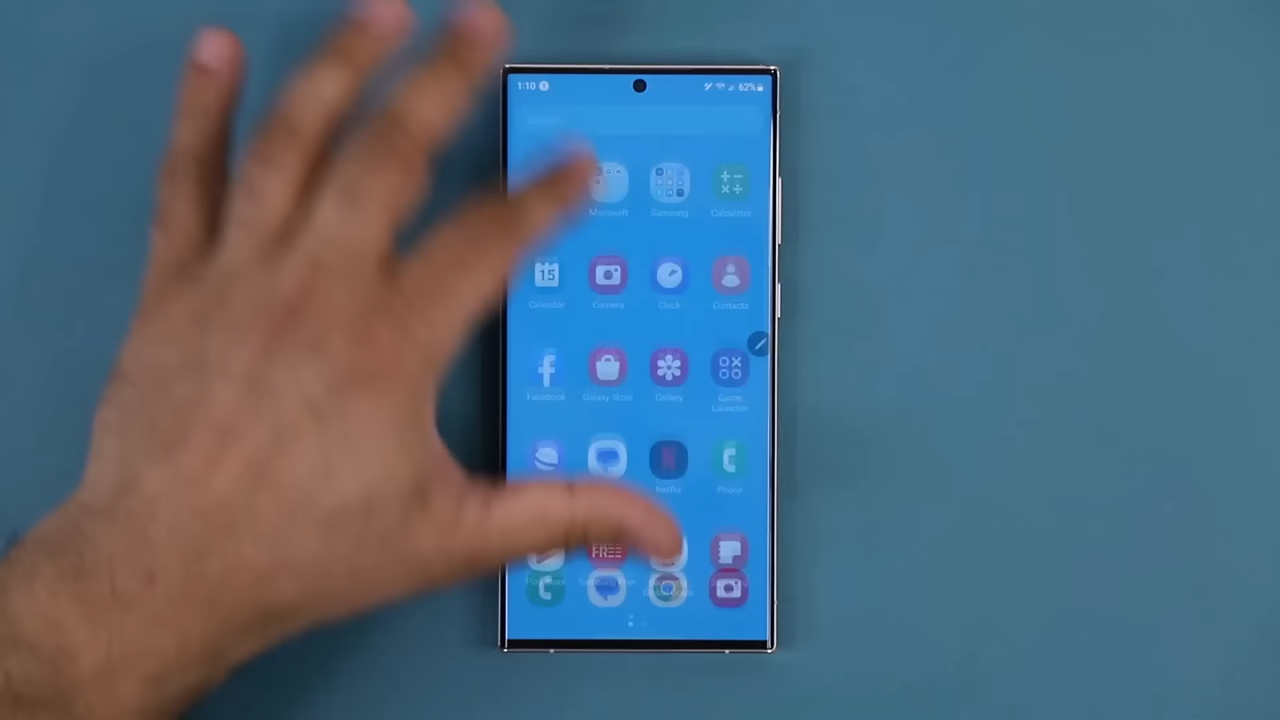 1:10 62%
Microsoft Samsung Calculator
15
Calendar Camera Clock Contacts
Facebook Galaxy Store Gallery Game
Launcher
Netflix Phone
FREE